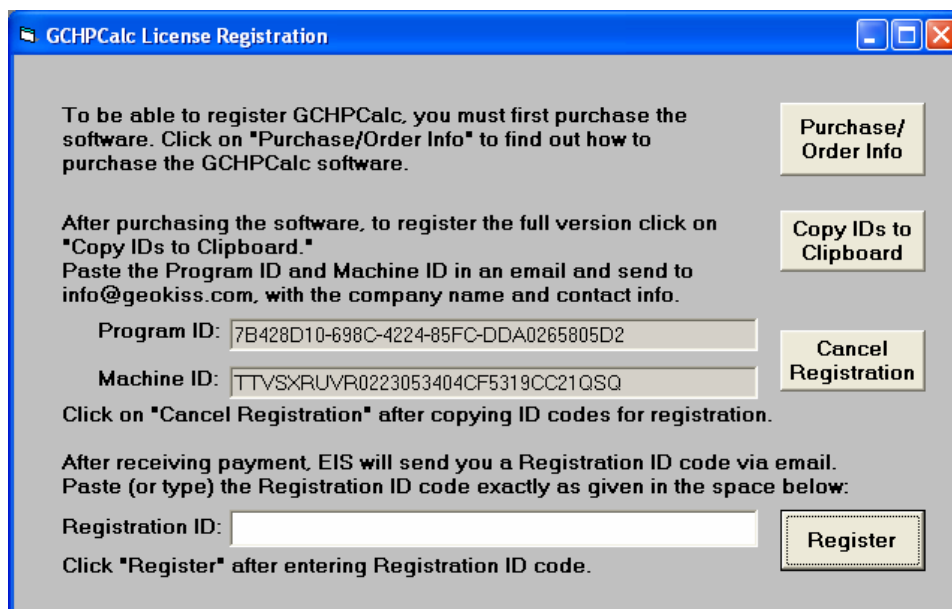 GCHPCalc License Registration
To be able to register GCHPCalc, you must first purchase the
software. Click on "Purchase/Order Info" to find out how to
purchase the GCHPCalc software.
Purchase/
Order Info
After purchasing the software, to register the full version click on
"Copy IDs to Clipboard."
Paste the Program ID and Machine ID in an email and send to
info@geokiss.com, with the company name and contact info.
Copy IDs to
Clipboard
Program ID: 7B428D10-698C-4224-85FC-DDA0265805D2
Machine ID: TTVSXRUVR0223053404CF5319CC21QSQ
Cancel
Registration
Click on "Cancel Registration" after copying ID codes for registration.
After receiving payment, EIS will send you a Registration ID code via email.
Paste (or type) the Registration ID code exactly as given in the space below:
Registration ID:
Register
Click "Register" after entering Registration ID code.